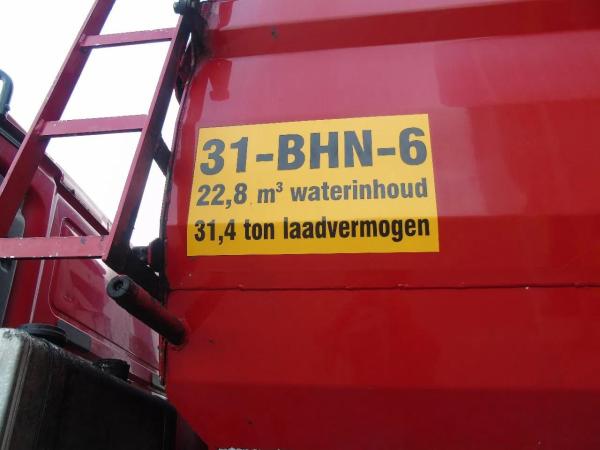 31-BHN-6
22,8 m³ waterinhoud
31,4 ton laadvermogen